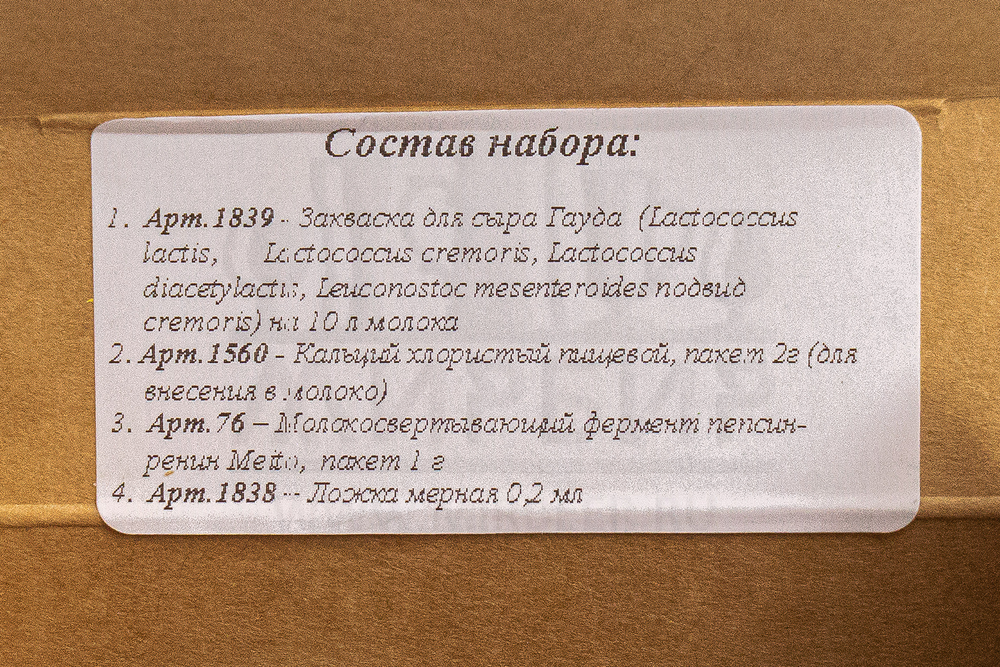 Состав набора:
1. Арт.1839 - Закваска для сыра Гауда (Lactococcus
lactis, Lactococcus cremoris, Lactococcus
diacetylactis, Leuconostoc mesenteroides подвид
cremoris) на 10 л молока
2. Арт.1560 - Кальций хлористый пищевой, пакет 2г (для
внесения в молоко)
3. Арт.76 – Молокосвертывающий фермент пепсин-
ренин Meito, пакет 1 г
4. Арт.1838 -- Ложка мерная 0,2 мл